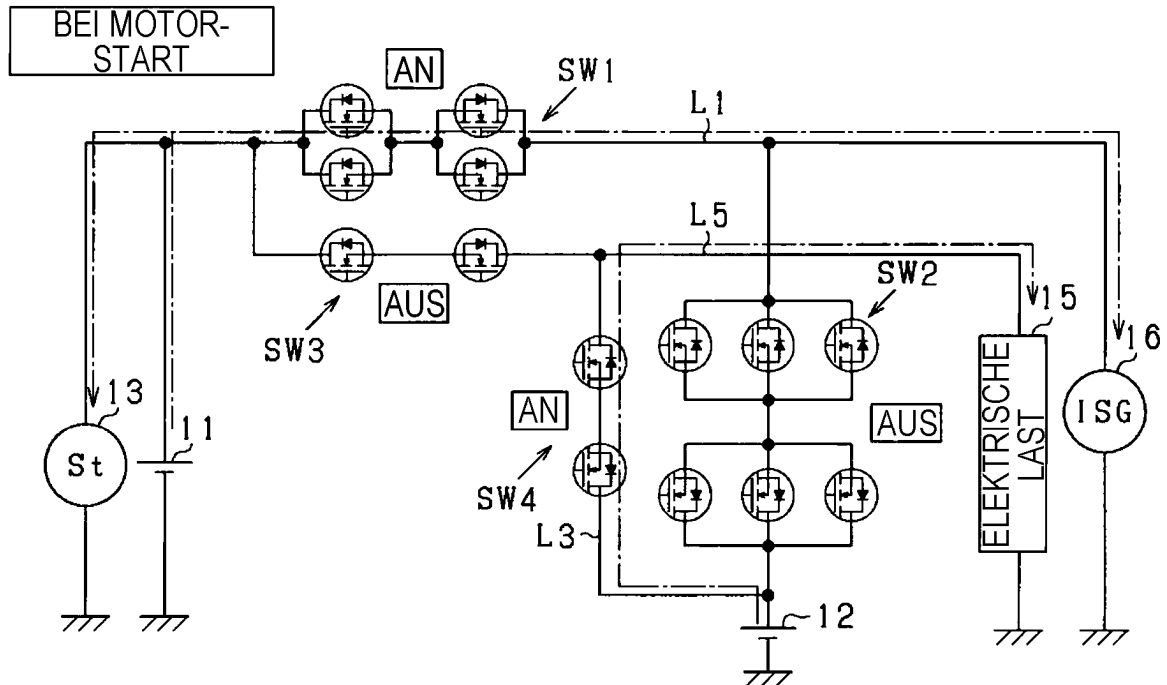 BEI MOTOR-
START
AN
SW1
L1
L5
SW2
AUS
SW3
15
16
13
11
AN
AUS
ISG
ELEKTRISCHE
LAST
St
SW4
L3
12